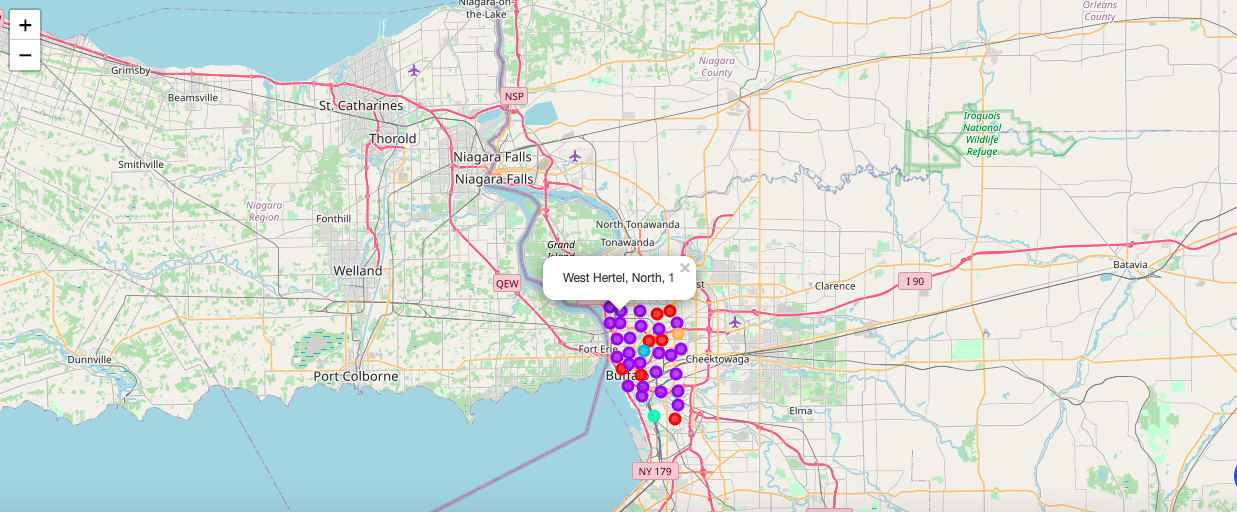 +
−
Niagara-on-
the-Lake
Orleans
County
Grimsby
Niagara
County
Beamsville
St. Catharines
NSP
Thorold
Iroquois
National
Wildlife
Refuge
Smithville
Niagara Falls
Niagara Falls
Niagara
Region
Fonthill
North Tonawanda
Tonawanda
Grand
West Hertel, North, 1
×
Welland
Batavia
QEW
I 90
Clarence
Fort Erie
Dunnville
Cheektowaga
Port Colborne
Elma
NY 179